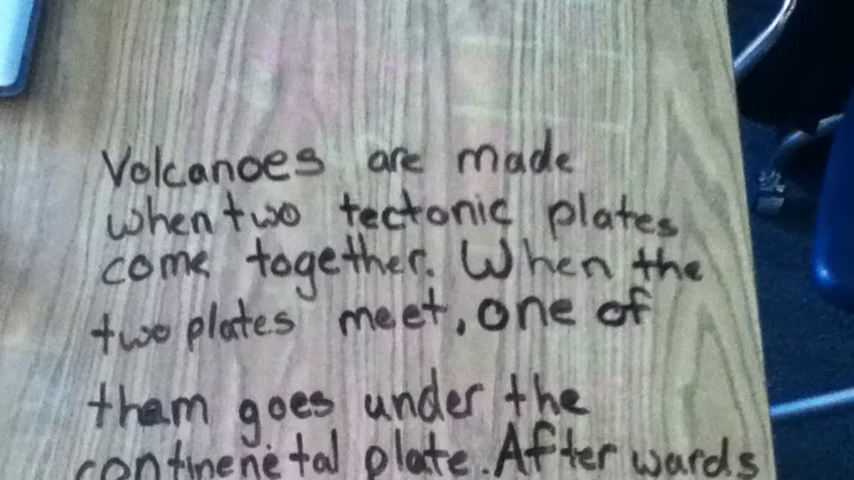 Volcanoes are made
when two tectonic plates
come together. When the
two plates meet, one of
tham goes under the
continenetal plate. After wards